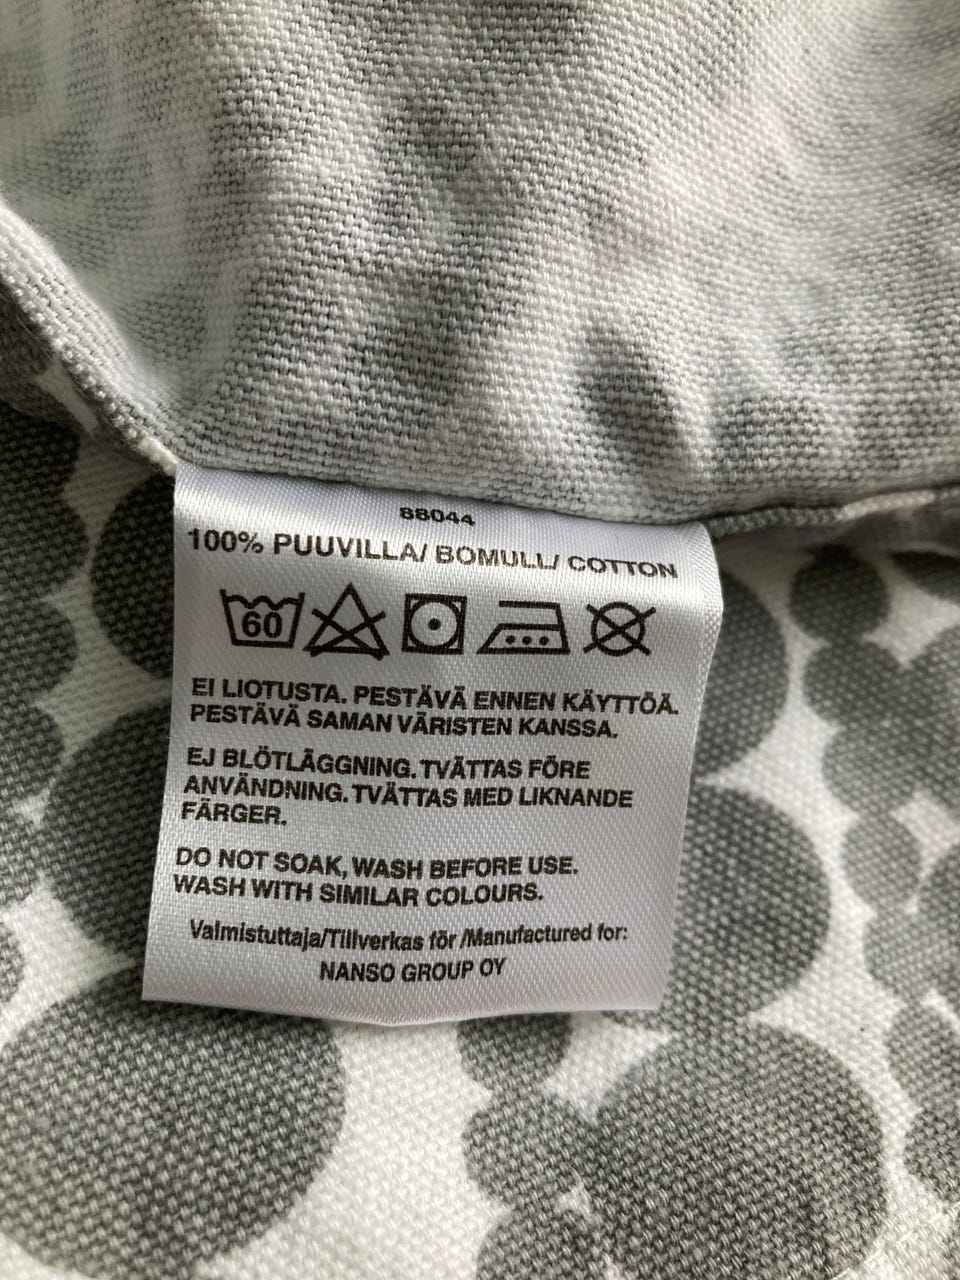 88044
100% PUUVILLA/ BOMULL/ COTTON
60
EI LIOTUSTA. PESTÄVÄ ENNEN KÄYTTÖÄ.
PESTÄVÄ SAMAN VÄRISTEN KANSSA.
EJ BLÖTLÄGGNING. TVÄTTAS FÖRE
ANVÄNDNING. TVÄTTAS MED LIKNANDE
FÄRGER.
DO NOT SOAK, WASH BEFORE USE.
WASH WITH SIMILAR COLOURS.
Valmistuttaja/Tillverkas för /Manufactured for:
NANSO GROUP OY